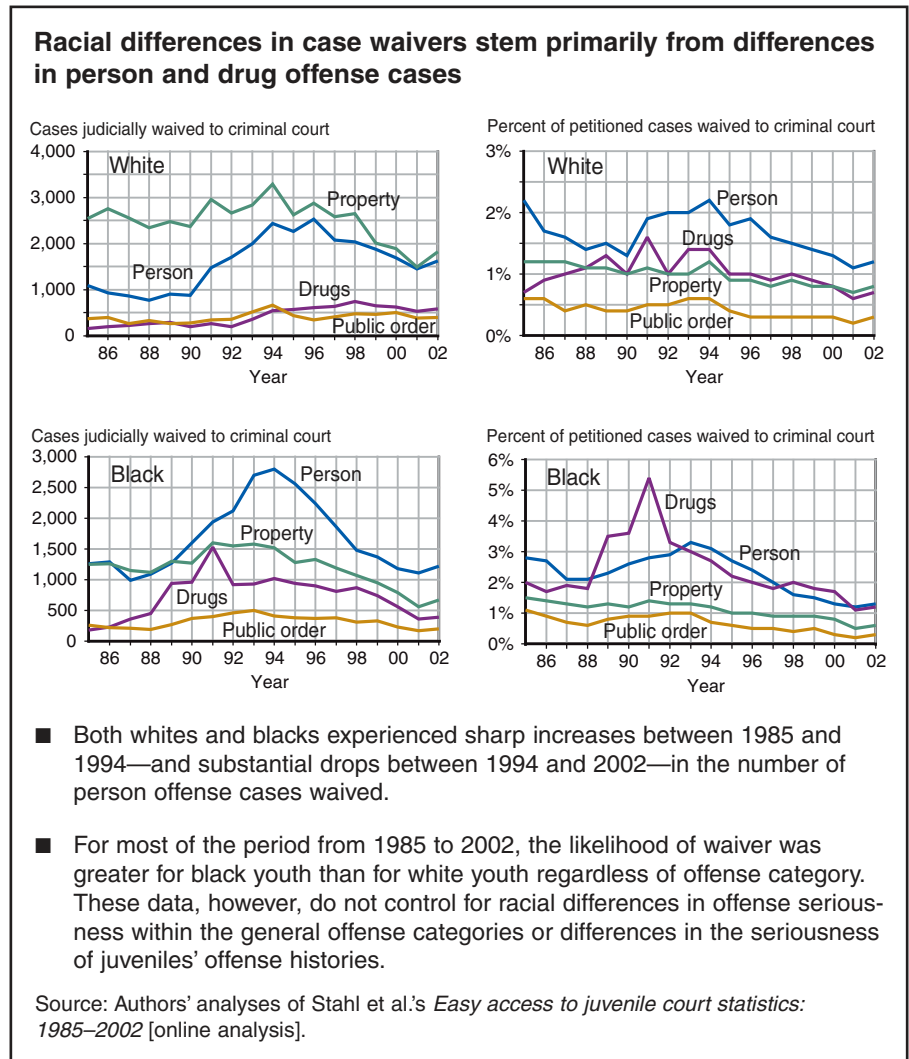 Racial differences in case waivers stem primarily from differences
in person and drug offense cases
Cases judicially waived to criminal court
4,000
3,000
2,000
1,000
0
White
Property
Person
Drugs
Public order
86 88 90 92 94 96 98 00 02
Year
Percent of petitioned cases waived to criminal court
3%
2%
1%
0%
White
Person
Drugs
Property
Public order
86 88 90 92 94 96 98 00 02
Year
Cases judicially waived to criminal court
3,000
2,500
2,000
1,500
1,000
500
0
Black
Person
Property
Drugs
Public order
86 88 90 92 94 96 98 00 02
Year
Percent of petitioned cases waived to criminal court
6%
5%
4%
3%
2%
1%
0%
Black
Drugs
Person
Property
Public order
86 88 90 92 94 96 98 00 02
Year
■ Both whites and blacks experienced sharp increases between 1985 and
1994—and substantial drops between 1994 and 2002—in the number of
person offense cases waived.
■ For most of the period from 1985 to 2002, the likelihood of waiver was
greater for black youth than for white youth regardless of offense category.
These data, however, do not control for racial differences in offense serious-
ness within the general offense categories or differences in the seriousness
of juveniles' offense histories.
Source: Authors' analyses of Stahl et al.'s Easy access to juvenile court statistics:
1985–2002 [online analysis].